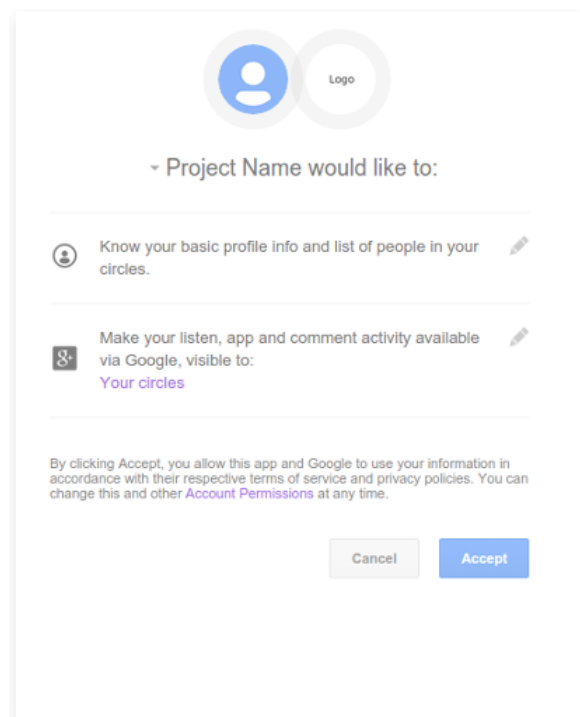 Logo
Project Name would like to:
Know your basic profile info and list of people in your
circles.
Make your listen, app and comment activity available
via Google, visible to:
Your circles
8+
By clicking Accept, you allow this app and Google to use your information in
accordance with their respective terms of service and privacy policies. You can
change this and other Account Permissions at any time.
Cancel
Accept